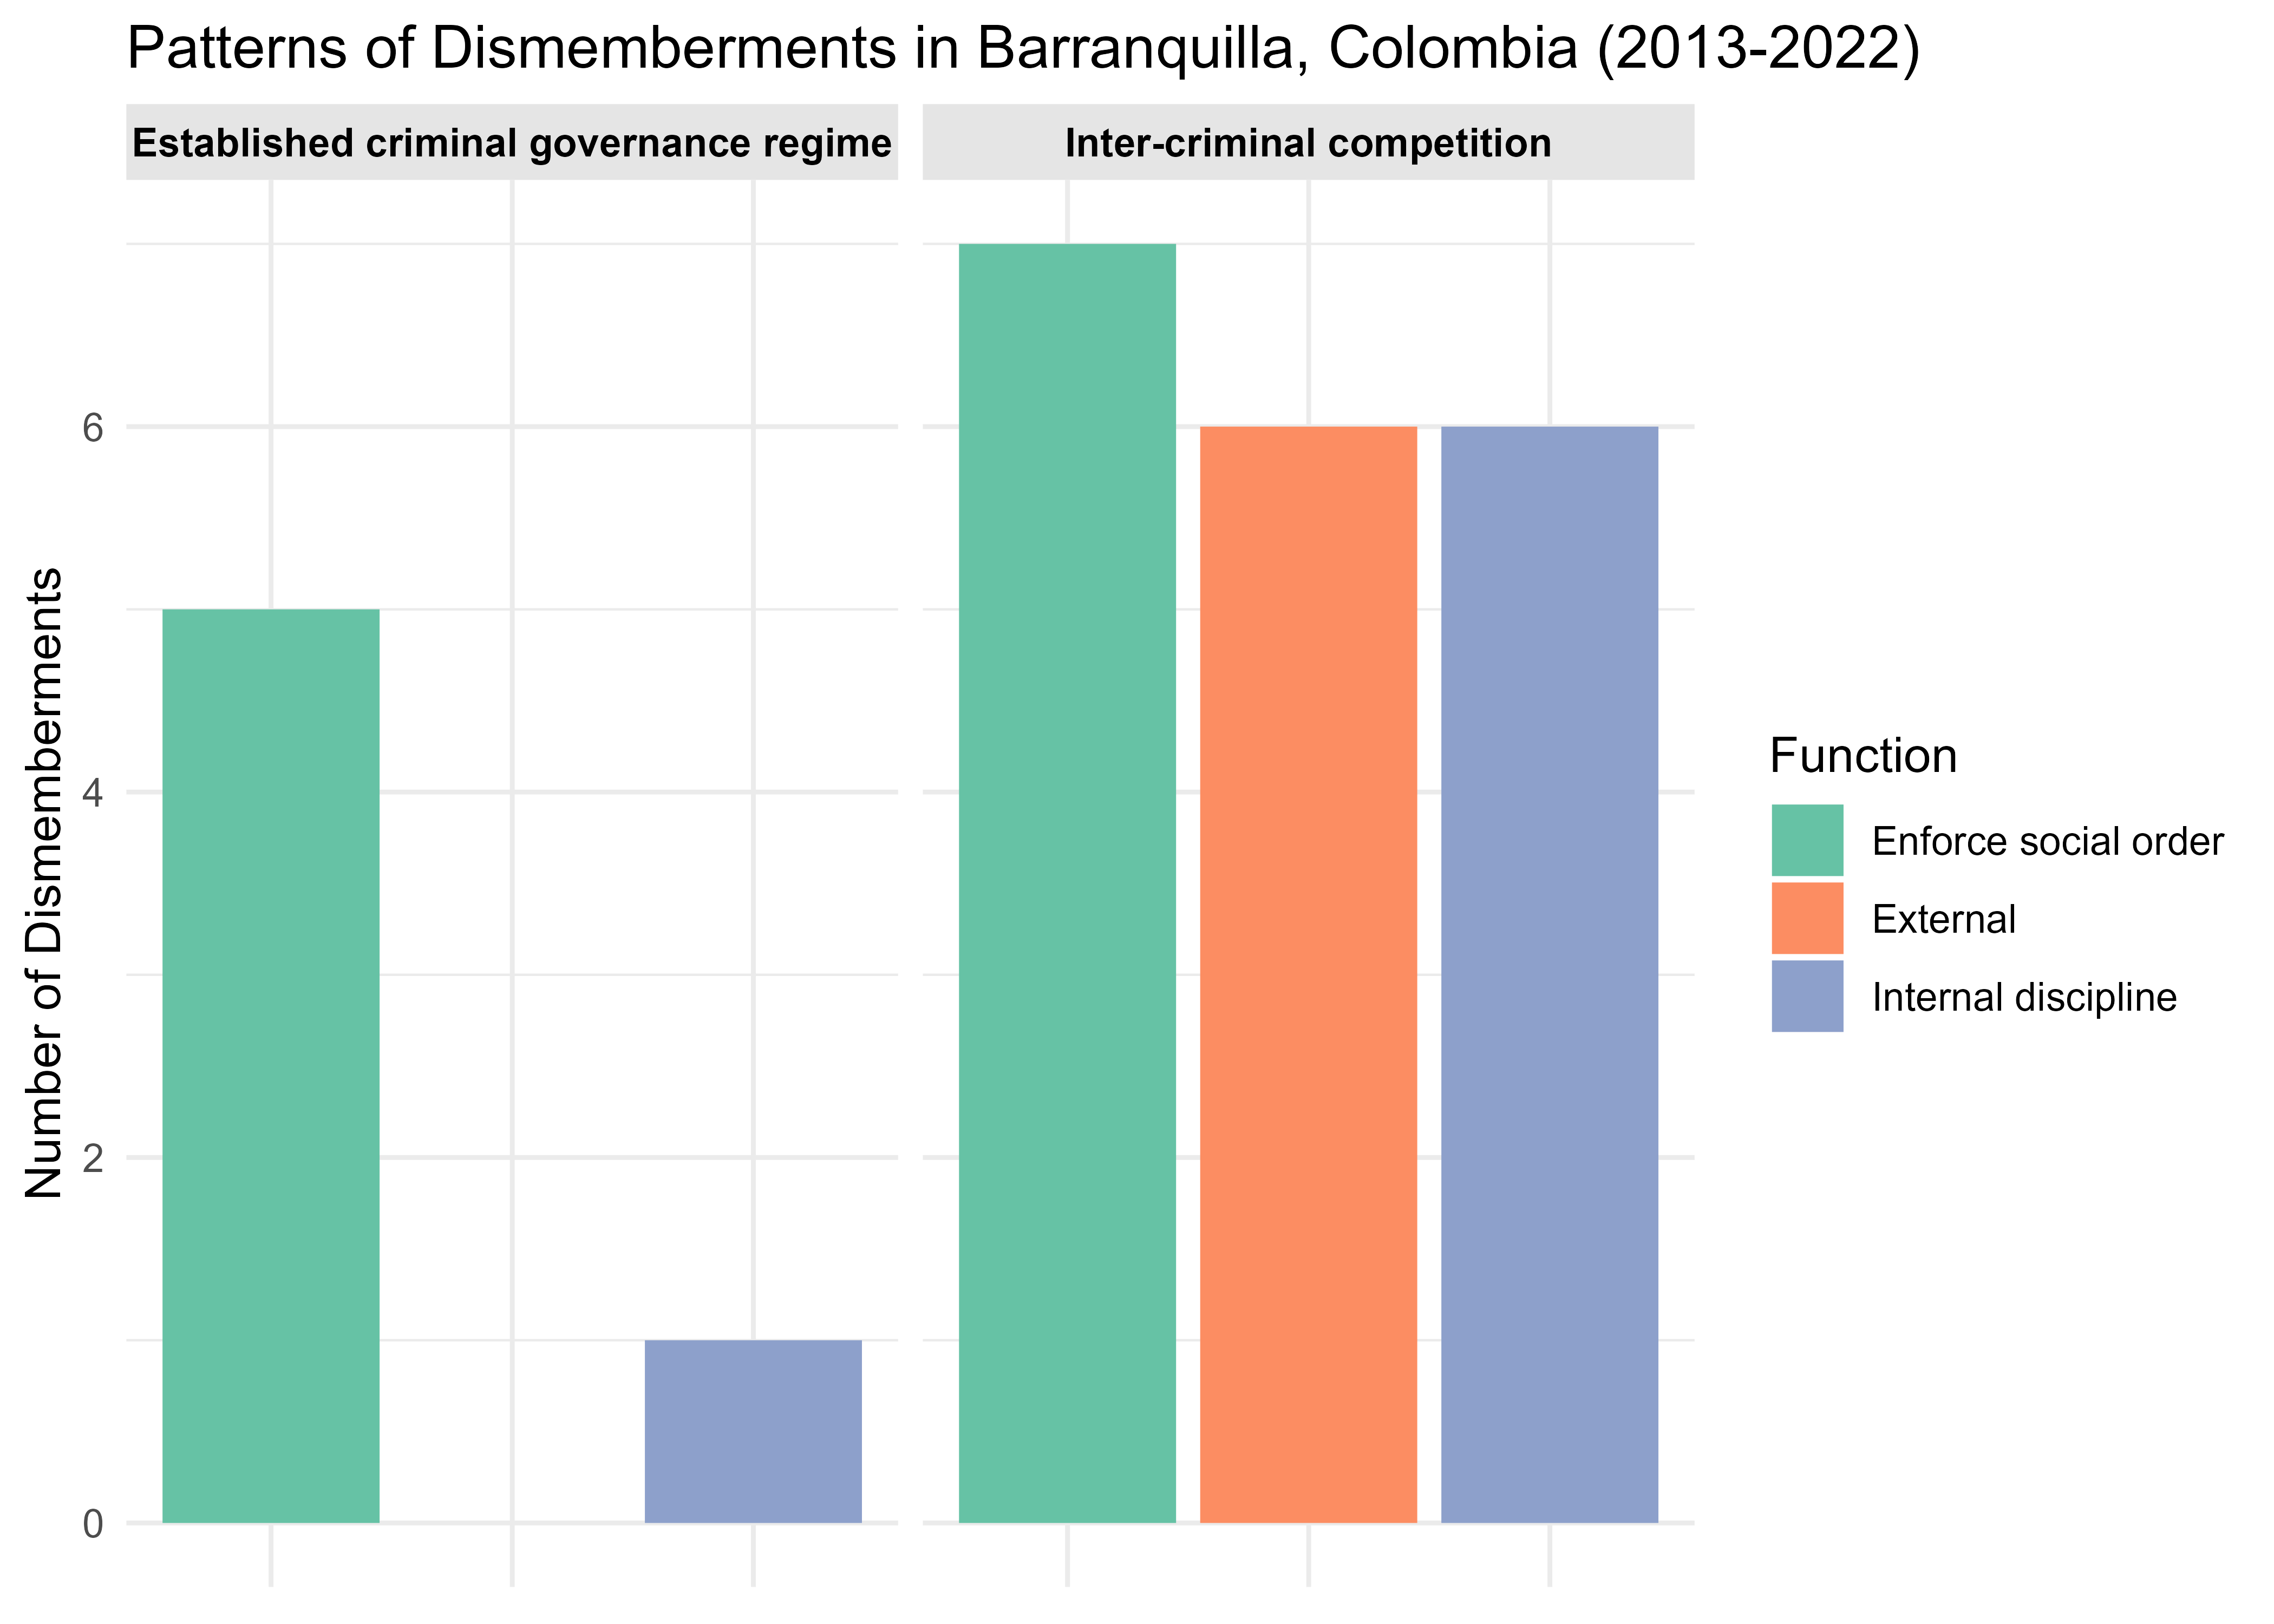 Patterns of Dismemberments in Barranquilla, Colombia (2013-2022)
Established criminal governance regime
Inter-criminal competition
Number of Dismemberments
6
4
2
0
Function
Enforce social order
External
Internal discipline